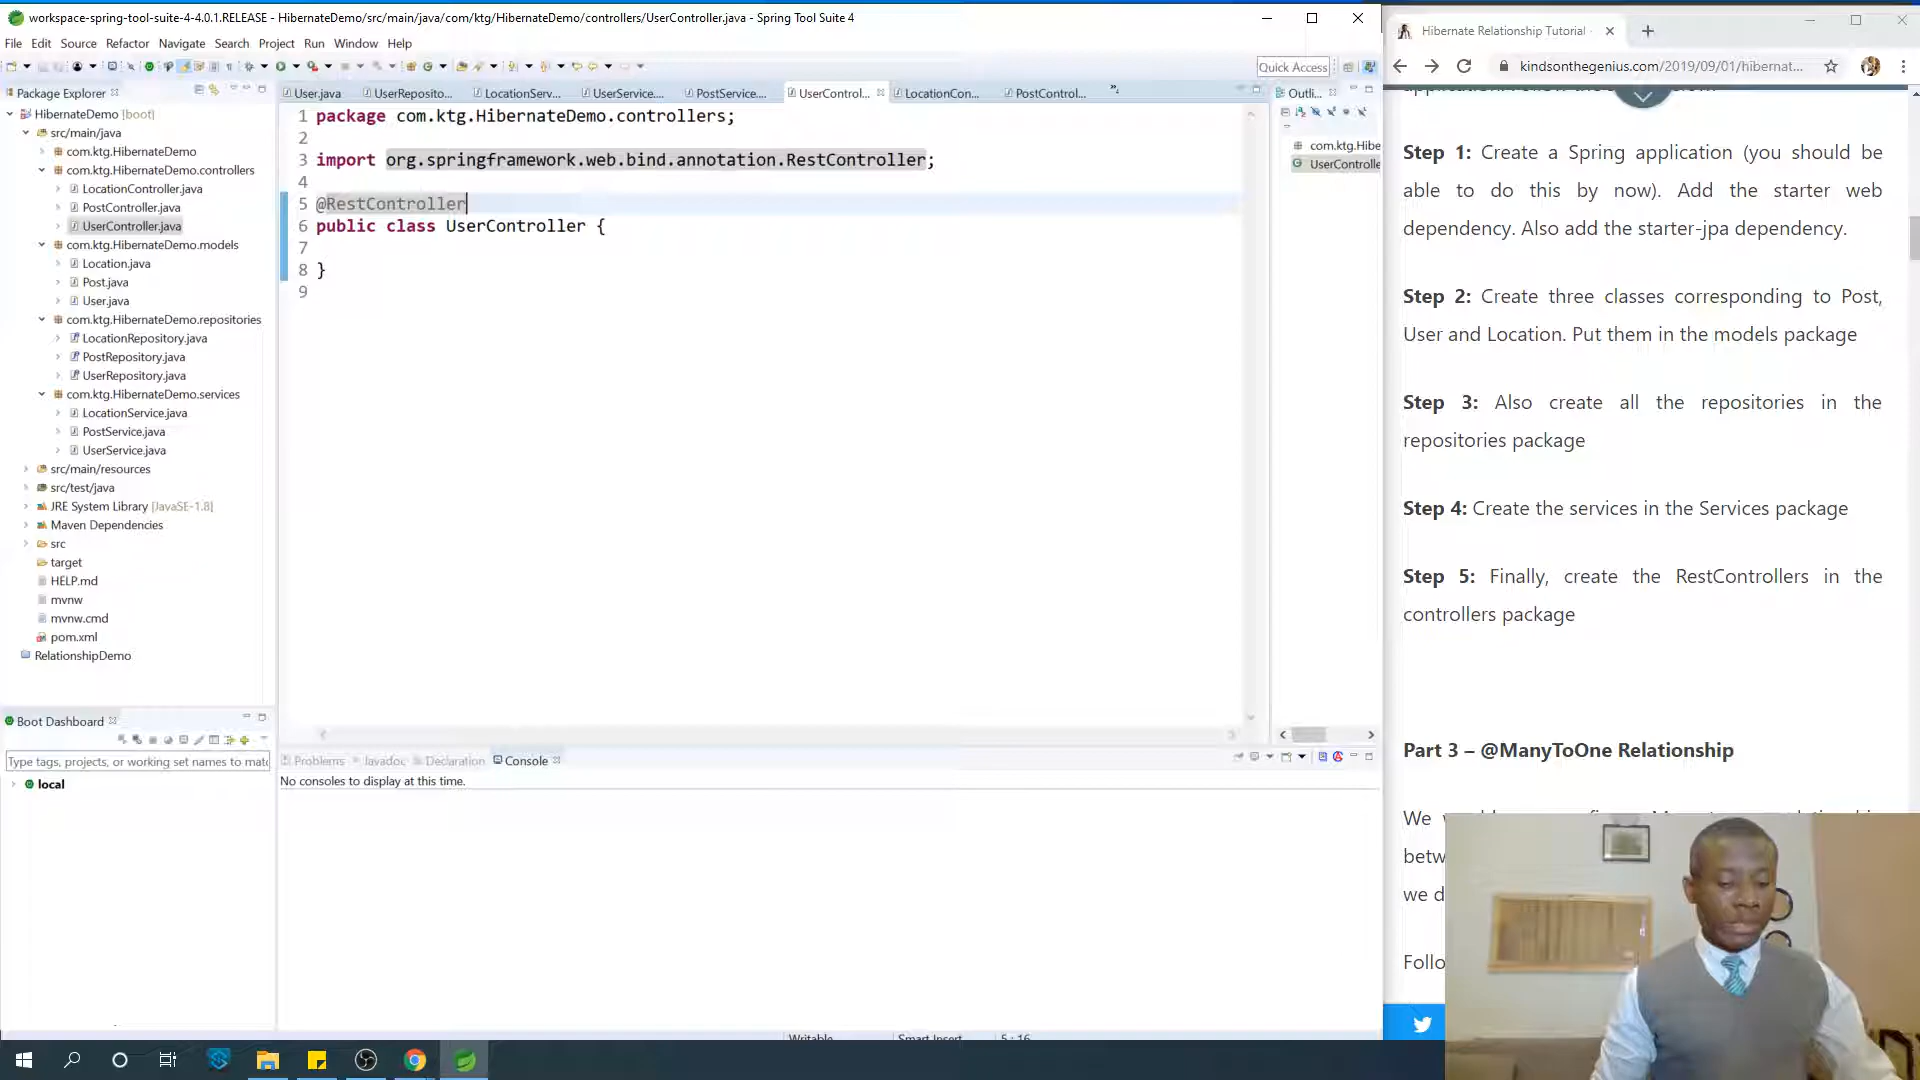 workspace-spring-tool-suite-4-4.0.1.RELEASE - HibernateDemo/src/main/java/com/ktg/HibernateDemo/controllers/UserController.java - Spring Tool Suite 4
File Edit Source Refactor Navigate Search Project Run Window Help
Quick Access
Package Explorer
HibernateDemo [boot]
src/main/java
com.ktg.HibernateDemo
com.ktg.HibernateDemo.controllers
LocationController.java
PostController.java
UserController.java
com.ktg.HibernateDemo.models
Location.java
Post.java
User.java
com.ktg.HibernateDemo.repositories
LocationRepository.java
PostRepository.java
UserRepository.java
com.ktg.HibernateDemo.services
LocationService.java
PostService.java
UserService.java
src/main/resources
src/test/java
JRE System Library [JavaSE-1.8]
Maven Dependencies
src
target
HELP.md
mvnw
mvnw.cmd
pom.xml
RelationshipDemo
Boot Dashboard
Type tags, projects, or working set names to matc
local
User.java UserReposito... LocationServ... UserService.... PostService.... UserControl... LocationCon... PostControl...
1 package com.ktg.HibernateDemo.controllers;
2
3 import org.springframework.web.bind.annotation.RestController;
4
5 @RestController
6 public class UserController {
7
8 }
9
Outli...
com.ktg.Hibe
UserControlle
Problems Javadoc Declaration Console
No consoles to display at this time.
Writable Smart Insert 5 : 16
Hibernate Relationship Tutorial
kindsonthegenius.com/2019/09/01/hibernat...
Step 1: Create a Spring application (you should be
able to do this by now). Add the starter web
dependency. Also add the starter-jpa dependency.
Step 2: Create three classes corresponding to Post,
User and Location. Put them in the models package
Step 3: Also create all the repositories in the
repositories package
Step 4: Create the services in the Services package
Step 5: Finally, create the RestControllers in the
controllers package
Part 3 – @ManyToOne Relationship
We
betw
we d
Follo